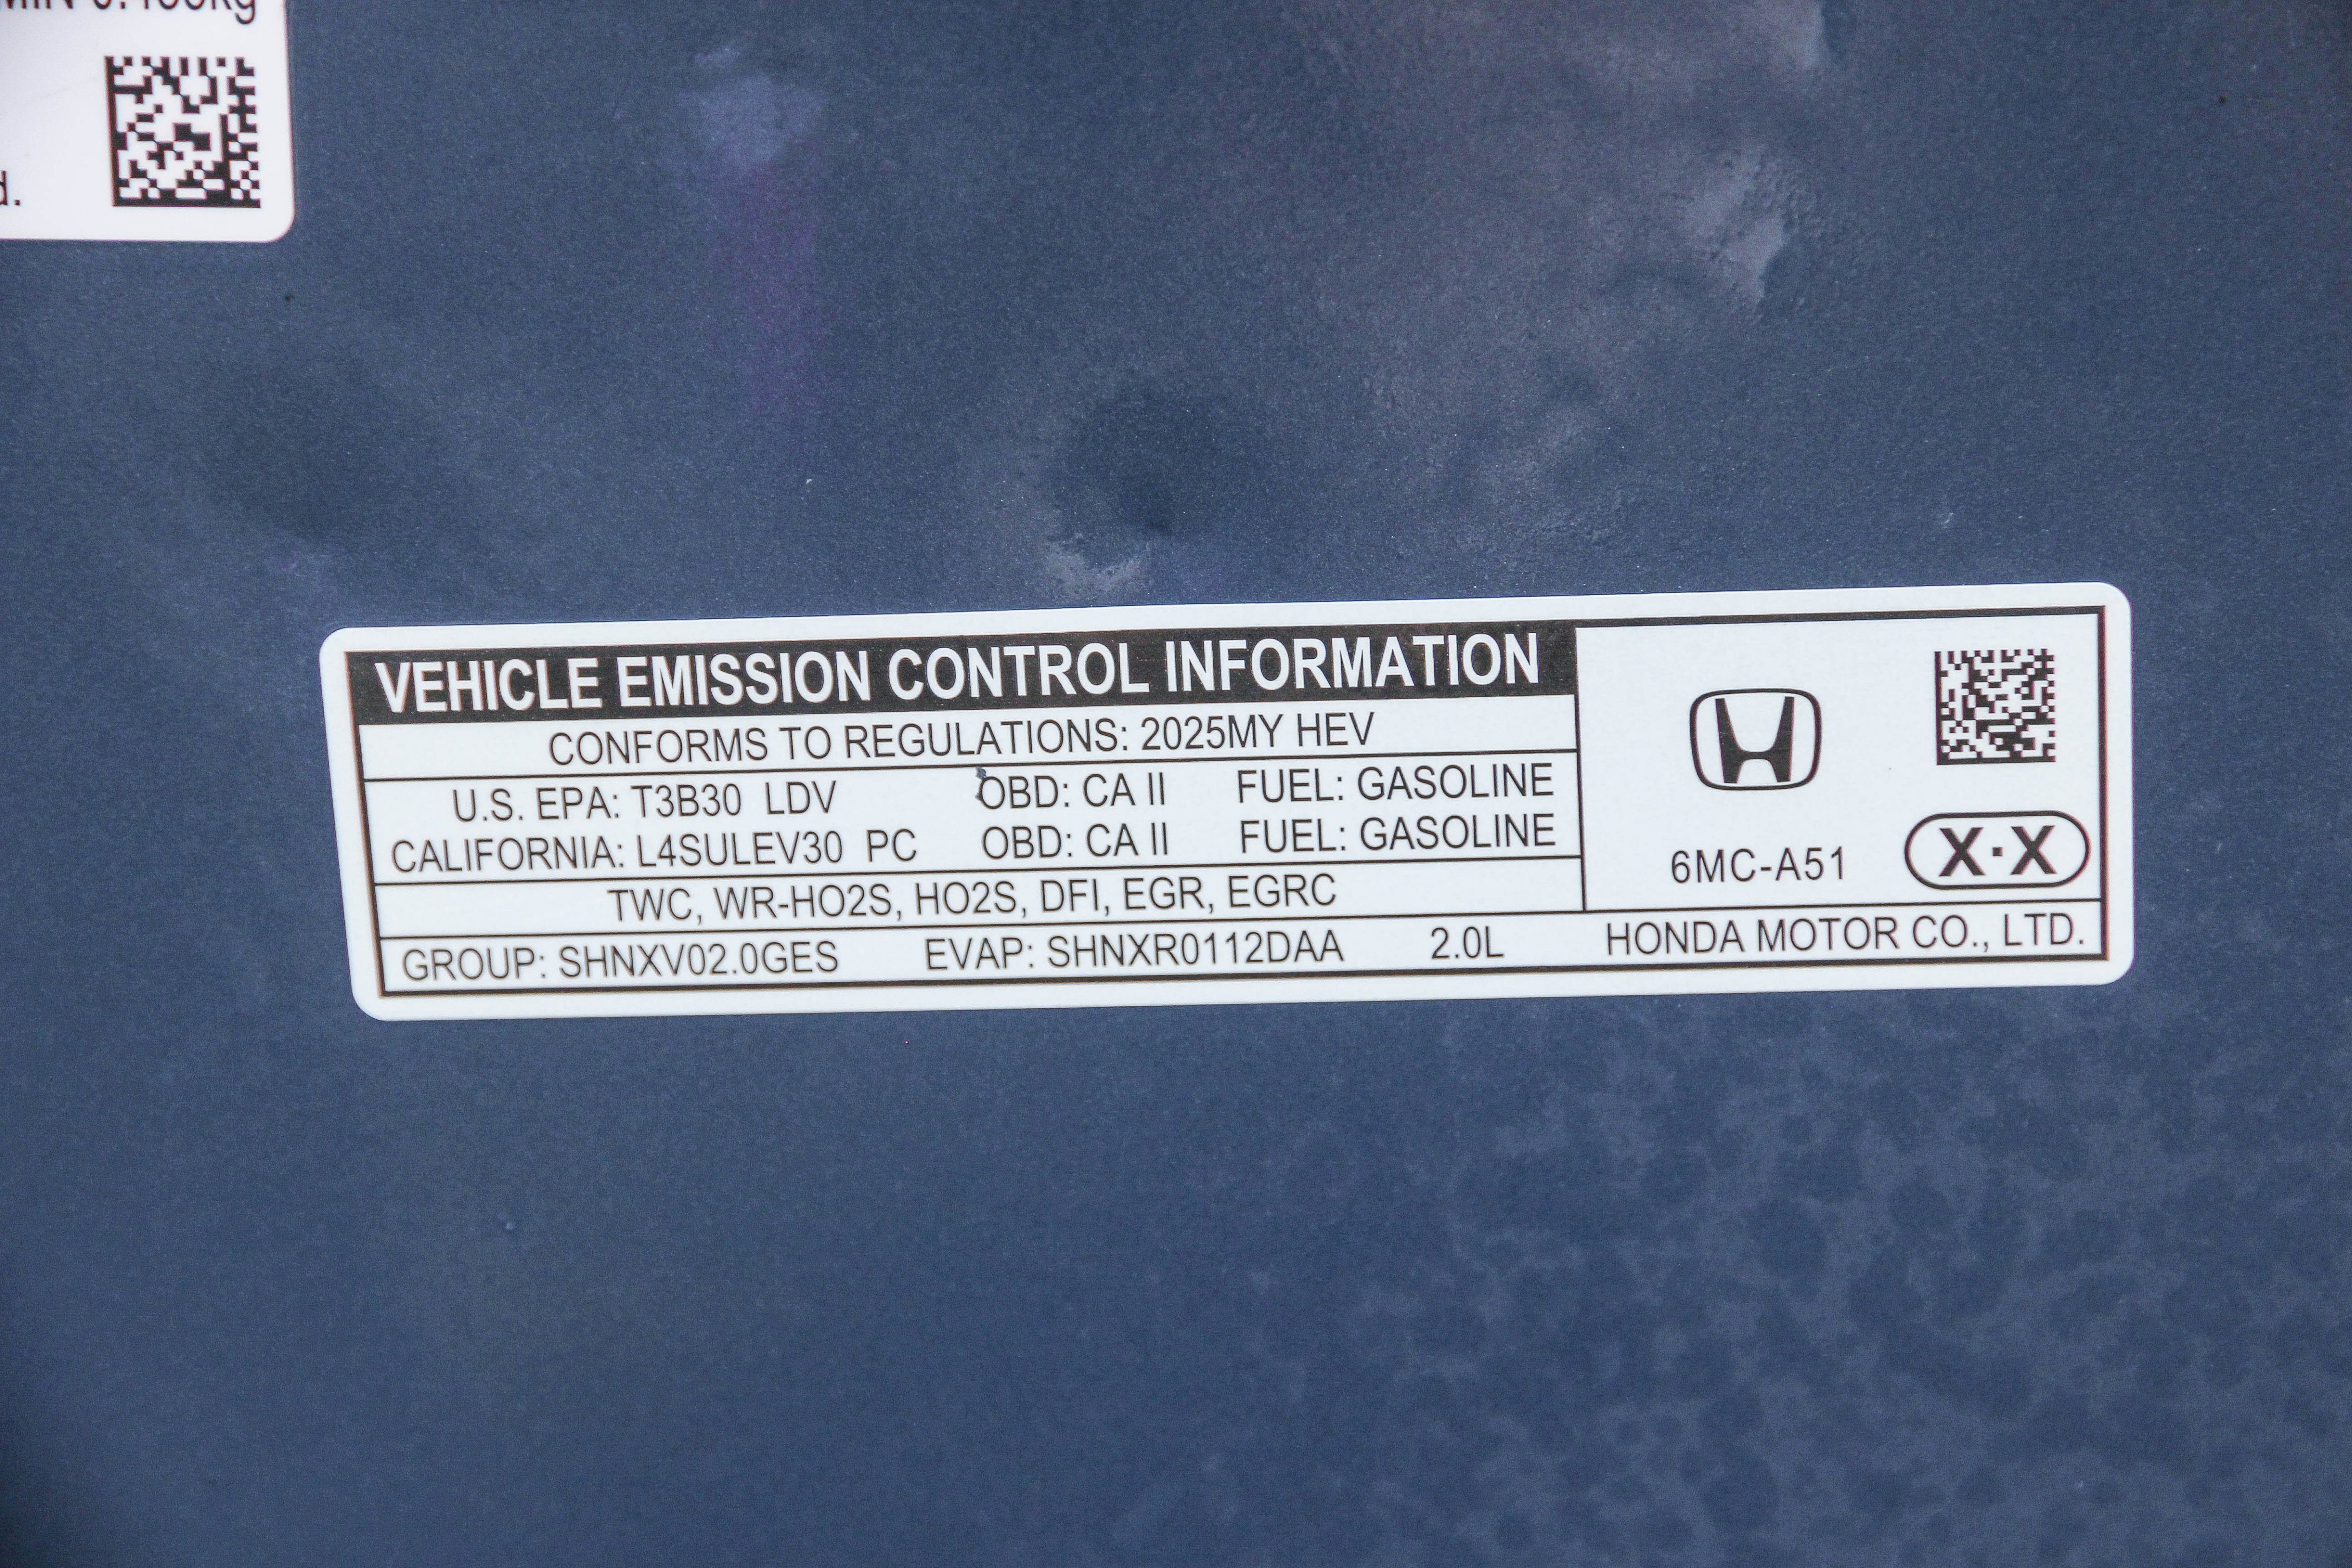 d.
VEHICLE EMISSION CONTROL INFORMATION
CONFORMS TO REGULATIONS: 2025MY HEV
U.S. EPA: T3B30 LDV OBD: CA II FUEL: GASOLINE
CALIFORNIA: L4SULEV30 PC OBD: CA II FUEL: GASOLINE
TWC, WR-HO2S, HO2S, DFI, EGR, EGRC
GROUP: SHNXV02.0GES EVAP: SHNXR0112DAA 2.0L HONDA MOTOR CO., LTD.
6MC-A51
X·X